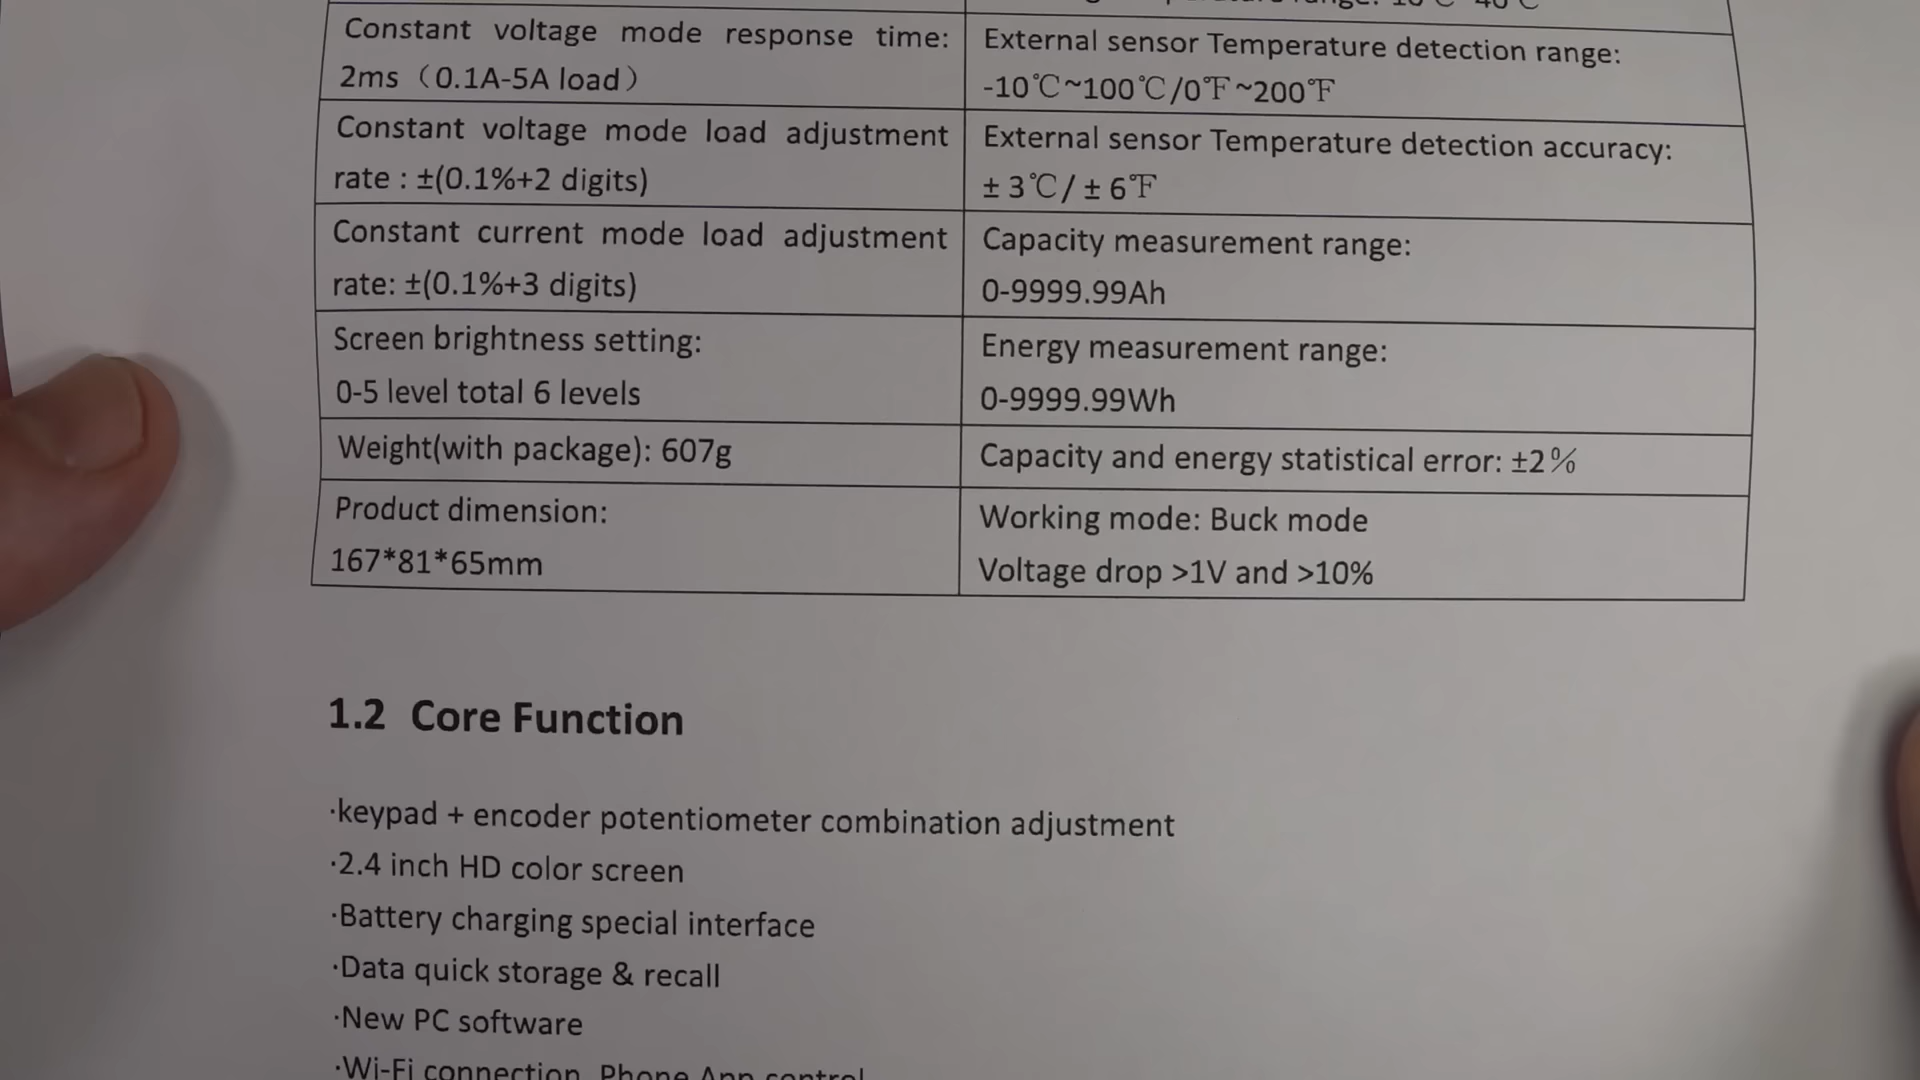 Constant voltage mode response time:
2ms（0.1A-5A load）
External sensor Temperature detection range:
-10℃~100℃/0℉~200℉
Constant voltage mode load adjustment
rate : ±(0.1%+2 digits)
External sensor Temperature detection accuracy:
± 3℃/ ± 6℉
Constant current mode load adjustment
rate: ±(0.1%+3 digits)
Capacity measurement range:
0-9999.99Ah
Screen brightness setting:
0-5 level total 6 levels
Energy measurement range:
0-9999.99Wh
Weight(with package): 607g
Capacity and energy statistical error: ±2%
Product dimension:
167*81*65mm
Working mode: Buck mode
Voltage drop >1V and >10%
1.2 Core Function
·keypad + encoder potentiometer combination adjustment
·2.4 inch HD color screen
·Battery charging special interface
·Data quick storage & recall
·New PC software
·Wi-Fi connection, Phone App control